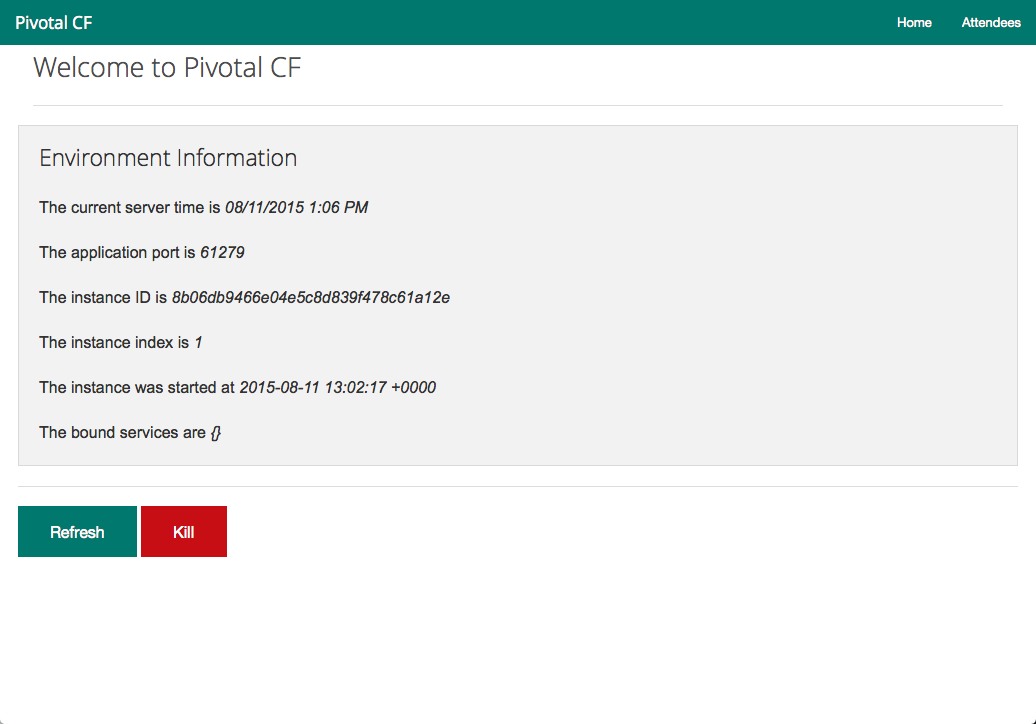 Pivotal CF
Home
Attendees
Welcome to Pivotal CF
Environment Information
The current server time is 08/11/2015 1:06 PM
The application port is 61279
The instance ID is 8b06db9466e04e5c8d839f478c61a12e
The instance index is 1
The instance was started at 2015-08-11 13:02:17 +0000
The bound services are {}
Refresh
Kill